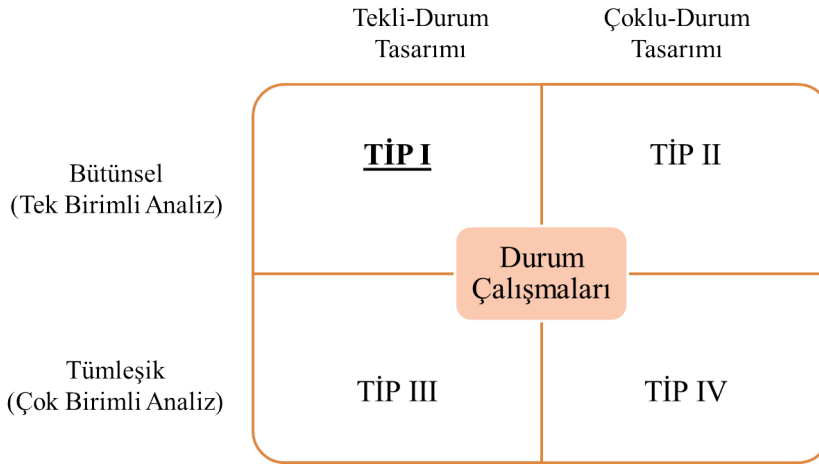 Tekli-Durum
Tasarımı
Çoklu-Durum
Tasarımı
Bütünsel
(Tek Birimli Analiz)
TİP I
TİP II
Durum
Çalışmaları
Tümleşik
(Çok Birimli Analiz)
TİP III
TİP IV